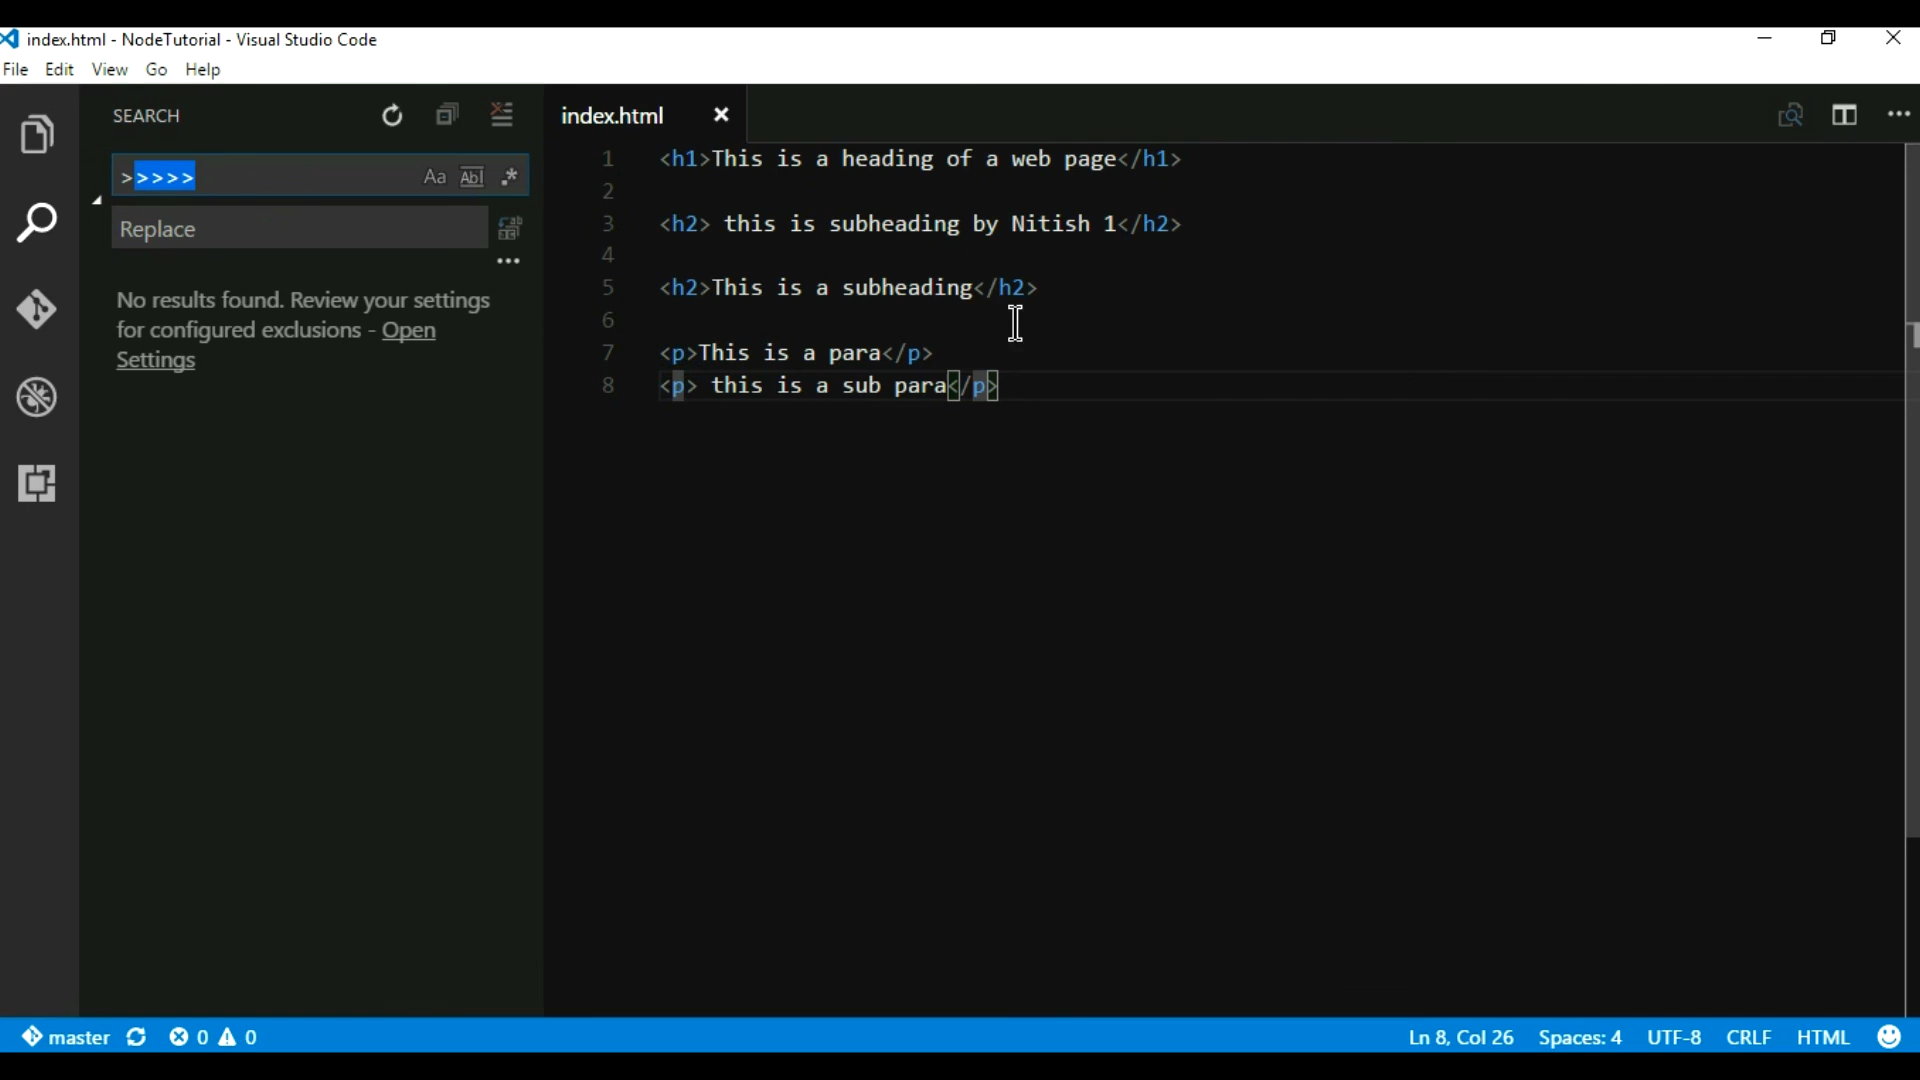 index.html - NodeTutorial - Visual Studio Code
File Edit View Go Help
SEARCH
>>>>>
Aa Abl .*
Replace
No results found. Review your settings
for configured exclusions - Open
Settings
index.html
1 <h1>This is a heading of a web page</h1>
2
3 <h2> this is subheading by Nitish 1</h2>
4
5 <h2>This is a subheading</h2>
6
7 <p>This is a para</p>
8 <p> this is a sub para</p>
master 0 0 Ln 8, Col 26 Spaces: 4 UTF-8 CRLF HTML